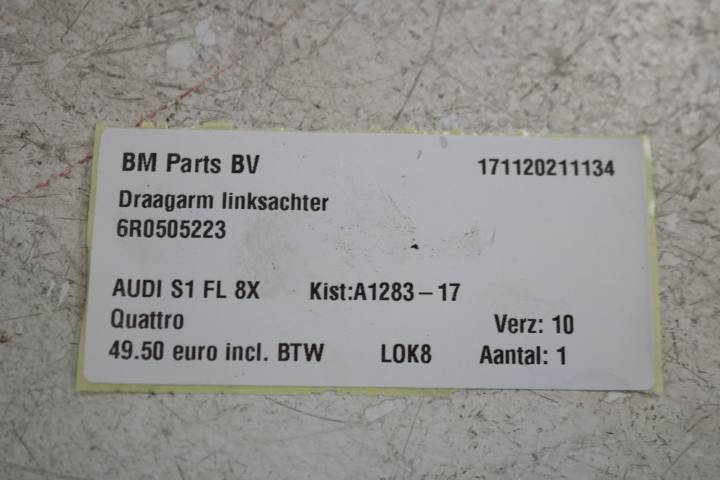 BM Parts BV 171120211134
Draagarm linksachter
6R0505223
AUDI S1 FL 8X Kist:A1283-17
Quattro Verz: 10
49.50 euro incl. BTW LOK8 Aantal: 1